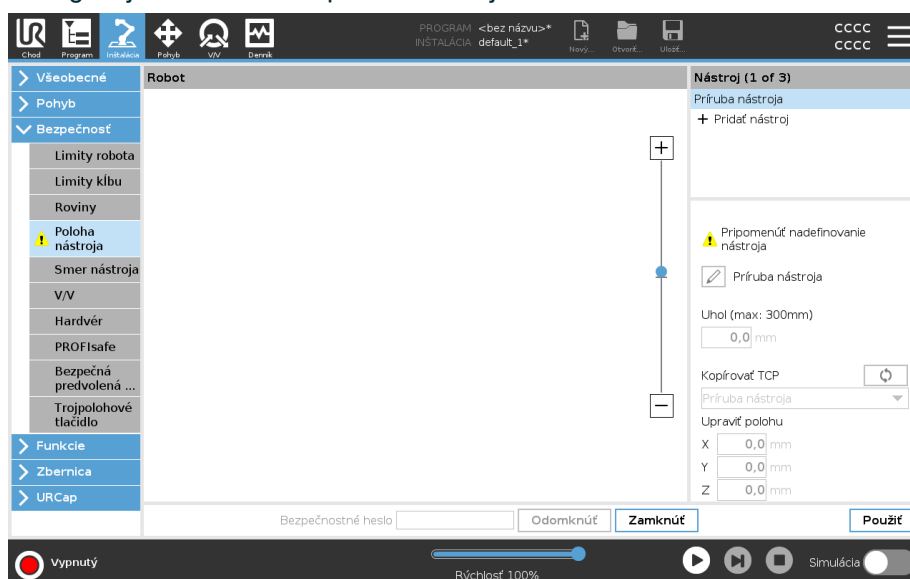 PROGRAM <bez názvu>*
INŠTALÁCIA default_1*
Chod Program Inštalácia Pohyb V/V Denník
Nový... Otvoriť... Uložiť...
CCCC
CCCC
Všeobecné
Pohyb
Bezpečnosť
Limity robota
Limity kĺbu
Roviny
Poloha
nástroja
Smer nástroja
V/V
Hardvér
PROFIsafe
Bezpečná
predvolená ...
Trojpolohové
tlačidlo
Funkcie
Zbernica
URCap
Robot
Nástroj (1 of 3)
Príruba nástroja
+ Pridať nástroj
Pripomenúť nadefinovanie
nástroja
Príruba nástroja
Uhol (max: 300mm)
0,0 mm
Kopírovať TCP
Príruba nástroja
Upraviť polohu
X 0,0 mm
Y 0,0 mm
Z 0,0 mm
Bezpečnostné heslo Odomknúť Zamknúť Použiť
Vypnutý
Rýchlosť 100%
Simulácia